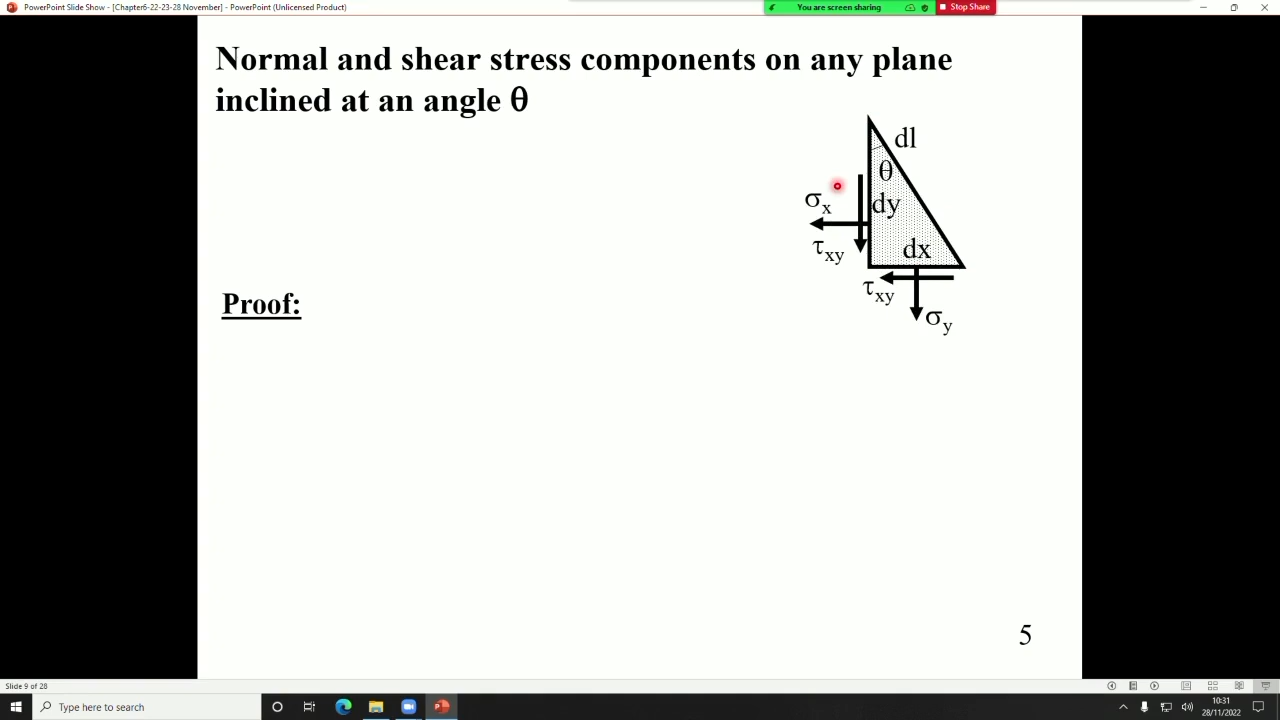 PowerPoint Slide Show - [Chapter6-22-23-28 November] - PowerPoint (Unlicensed Product)
You are screen sharing
Stop Share
Normal and shear stress components on any plane
inclined at an angle θ
dl
θ
σx
dy
τxy
dx
τxy
σy
Proof:
5
Slide 9 of 28
Type here to search
10:31
28/11/2022